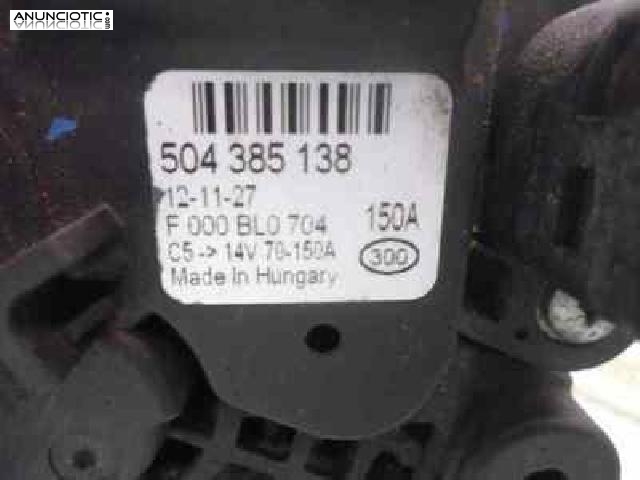 ANUNCIOTIC.es
504 385 138
12-11-27
F 000 BL0 704
150A
C5 -> 14V 70-150A
300
Made In Hungary